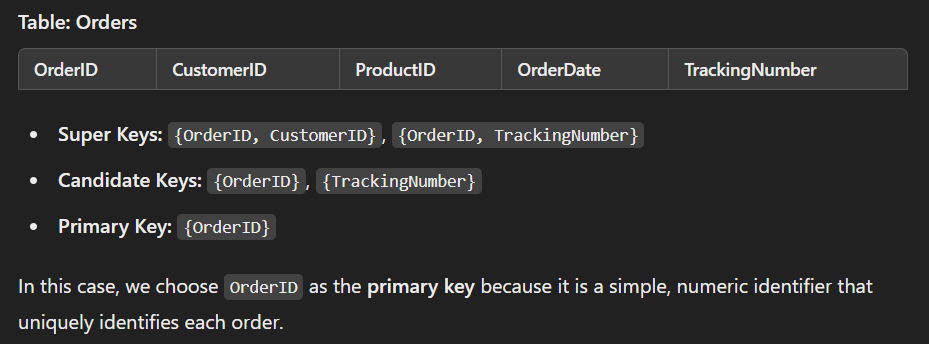 Table: Orders
OrderID CustomerID ProductID OrderDate TrackingNumber
• Super Keys: {OrderID, CustomerID}, {OrderID, TrackingNumber}
• Candidate Keys: {OrderID}, {TrackingNumber}
• Primary Key: {OrderID}
In this case, we choose OrderID as the primary key because it is a simple, numeric identifier that
uniquely identifies each order.